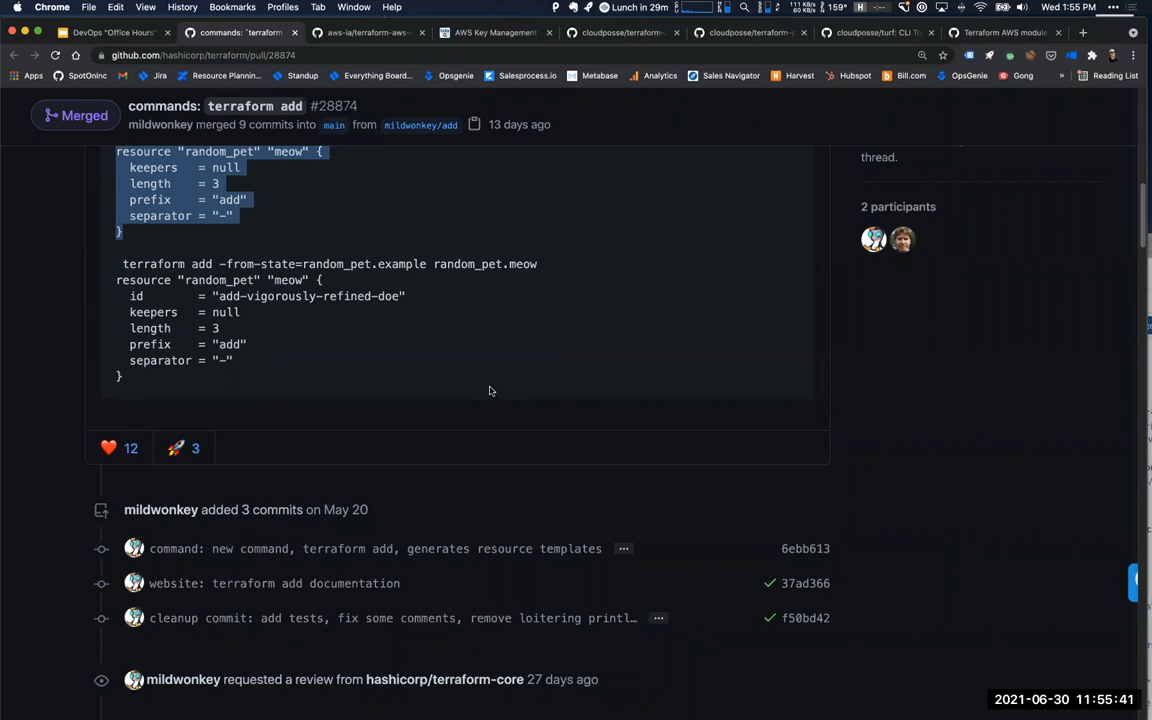 Chrome File Edit View History Bookmarks Profiles Tab Window Help Lunch in 29m 111 KB/s 60 KB/s 159° Wed 1:55 PM
DevOps "Office Hours" commands: `terraform aws-ia/terraform-aws- AWS Key Management cloudposse/terraform- cloudposse/terraform-p cloudposse/turf: CLI To Terraform AWS module
github.com/hashicorp/terraform/pull/28874
Apps SpotOnInc Jira Resource Planning... Standup Everything Board... Opsgenie Salesprocess.io Metabase Analytics Sales Navigator Harvest Hubspot Bill.com OpsGenie Gong » Reading List
Merged
commands: terraform add #28874
mildwonkey merged 9 commits into main from mildwonkey/add 13 days ago
resource "random_pet" "meow" {
keepers = null
length = 3
prefix = "add"
separator = "-"
}
terraform add -from-state=random_pet.example random_pet.meow
resource "random_pet" "meow" {
id = "add-vigorously-refined-doe"
keepers = null
length = 3
prefix = "add"
separator = "-"
}
thread.
2 participants
12 3
mildwonkey added 3 commits on May 20
command: new command, terraform add, generates resource templates ... 6ebb613
website: terraform add documentation 37ad366
cleanup commit: add tests, fix some comments, remove loitering printl… ... f50bd42
mildwonkey requested a review from hashicorp/terraform-core 27 days ago
2021-06-30 11:55:41